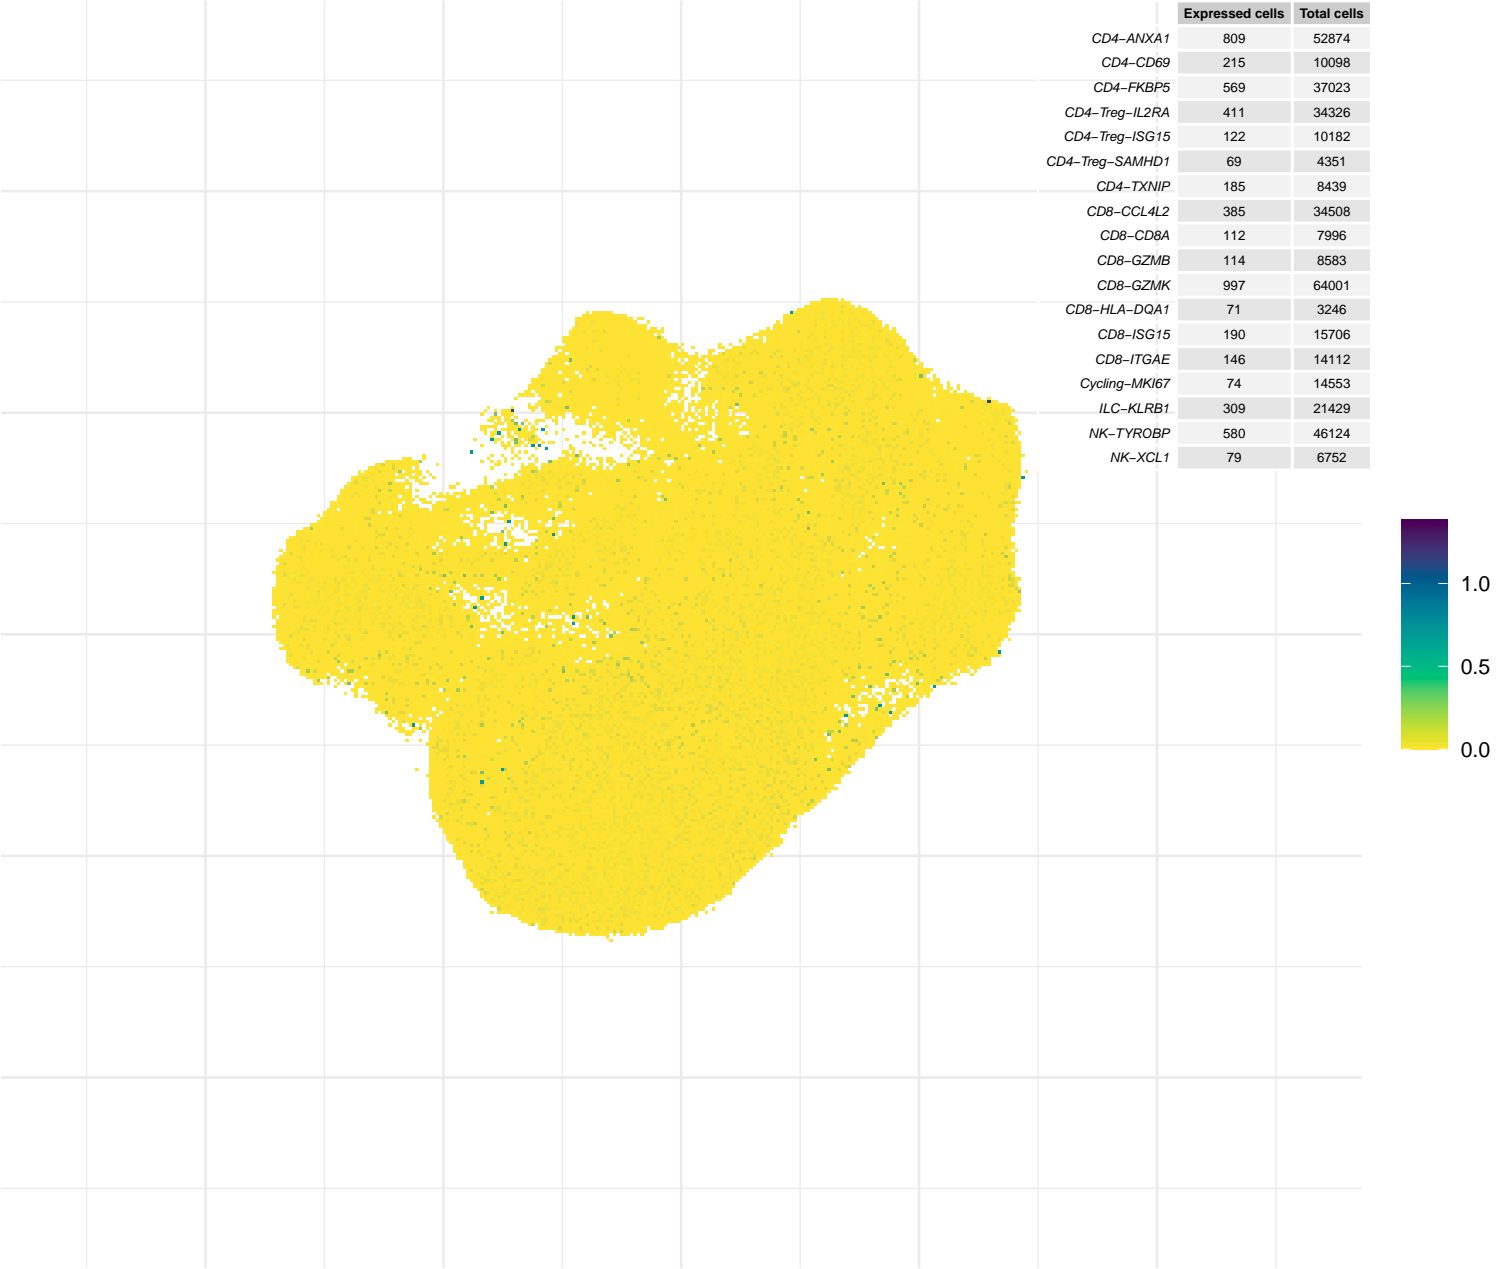 Expressed cells Total cells
CD4−ANXA1 809 52874
CD4−CD69 215 10098
CD4−FKBP5 569 37023
CD4−Treg−IL2RA 411 34326
CD4−Treg−ISG15 122 10182
CD4−Treg−SAMHD1 69 4351
CD4−TXNIP 185 8439
CD8−CCL4L2 385 34508
CD8−CD8A 112 7996
CD8−GZMB 114 8583
CD8−GZMK 997 64001
CD8−HLA−DQA1 71 3246
CD8−ISG15 190 15706
CD8−ITGAE 146 14112
Cycling−MKI67 74 14553
ILC−KLRB1 309 21429
NK−TYROBP 580 46124
NK−XCL1 79 6752
1.0
0.5
0.0